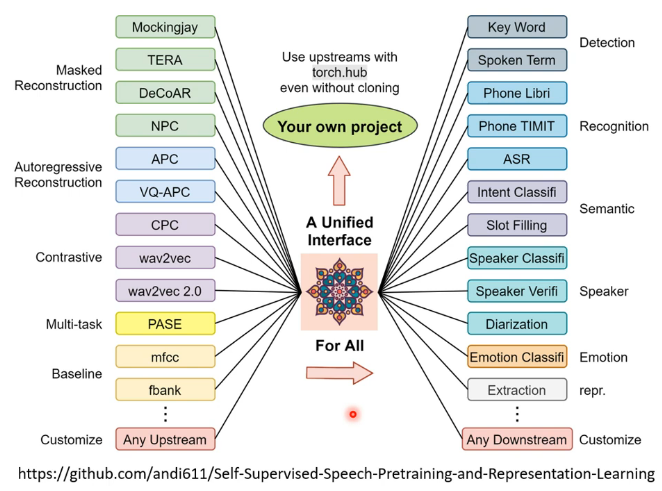 Masked
Reconstruction
Autoregressive
Reconstruction
Contrastive
Multi-task
Baseline
Customize
Mockingjay
TERA
DeCoAR
NPC
APC
VQ-APC
CPC
wav2vec
wav2vec 2.0
PASE
mfcc
fbank
Any Upstream
Use upstreams with
torch.hub
even without cloning
Your own project
A Unified
Interface
For All
Key Word
Spoken Term
Phone Libri
Phone TIMIT
ASR
Intent Classifi
Slot Filling
Speaker Classifi
Speaker Verifi
Diarization
Emotion Classifi
Extraction
Any Downstream
Detection
Recognition
Semantic
Speaker
Emotion
repr.
Customize
https://github.com/andi611/Self-Supervised-Speech-Pretraining-and-Representation-Learning